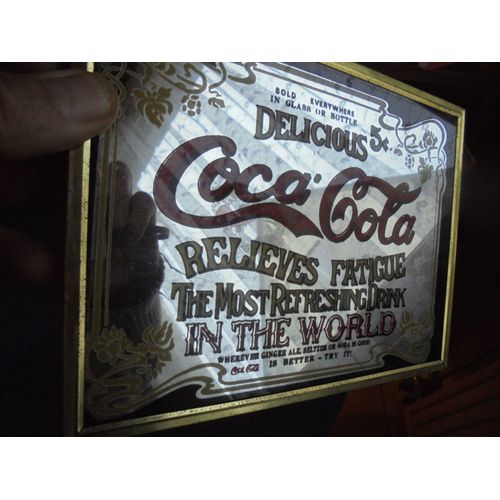 SOLD EVERYWHERE
IN GLASS OR BOTTLE
DELICIOUS 5¢
Coca-Cola
RELIEVES FATIGUE
THE MOST REFRESHING DRINK
IN THE WORLD
WHEREVER GINGER ALE, SELTZER OR SODA IS GOOD
Coca-Cola IS BETTER - TRY IT!